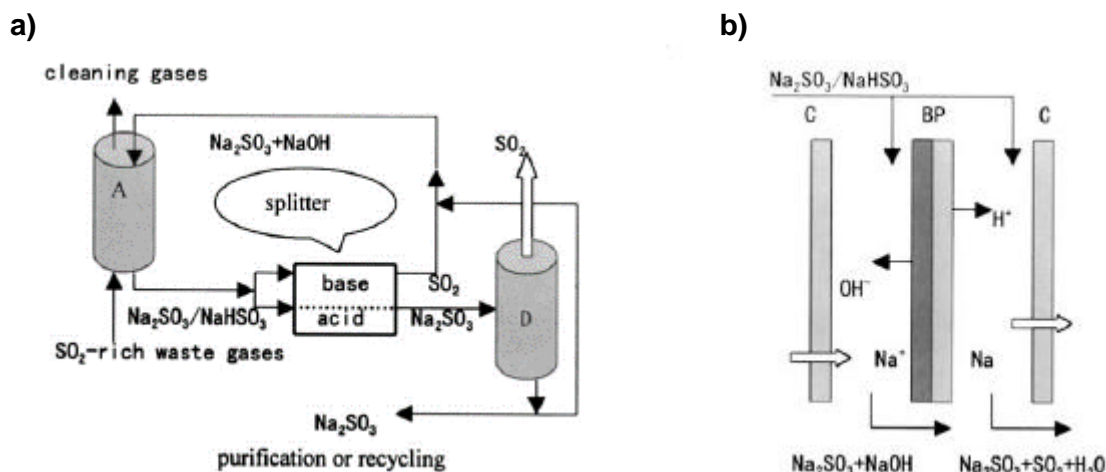 a)
cleaning gases
A
Na₂SO₃+NaOH
splitter
SO₂
base
acid
SO₂
Na₂SO₃
D
Na₂SO₃/NaHSO₃
SO₂-rich waste gases
Na₂SO₃
purification or recycling
b)
Na₂SO₃/NaHSO₃
C
BP
C
H⁺
OH⁻
Na⁺
Na
Na₂SO₃+NaOH
Na₂SO₃+SO₂+H₂O